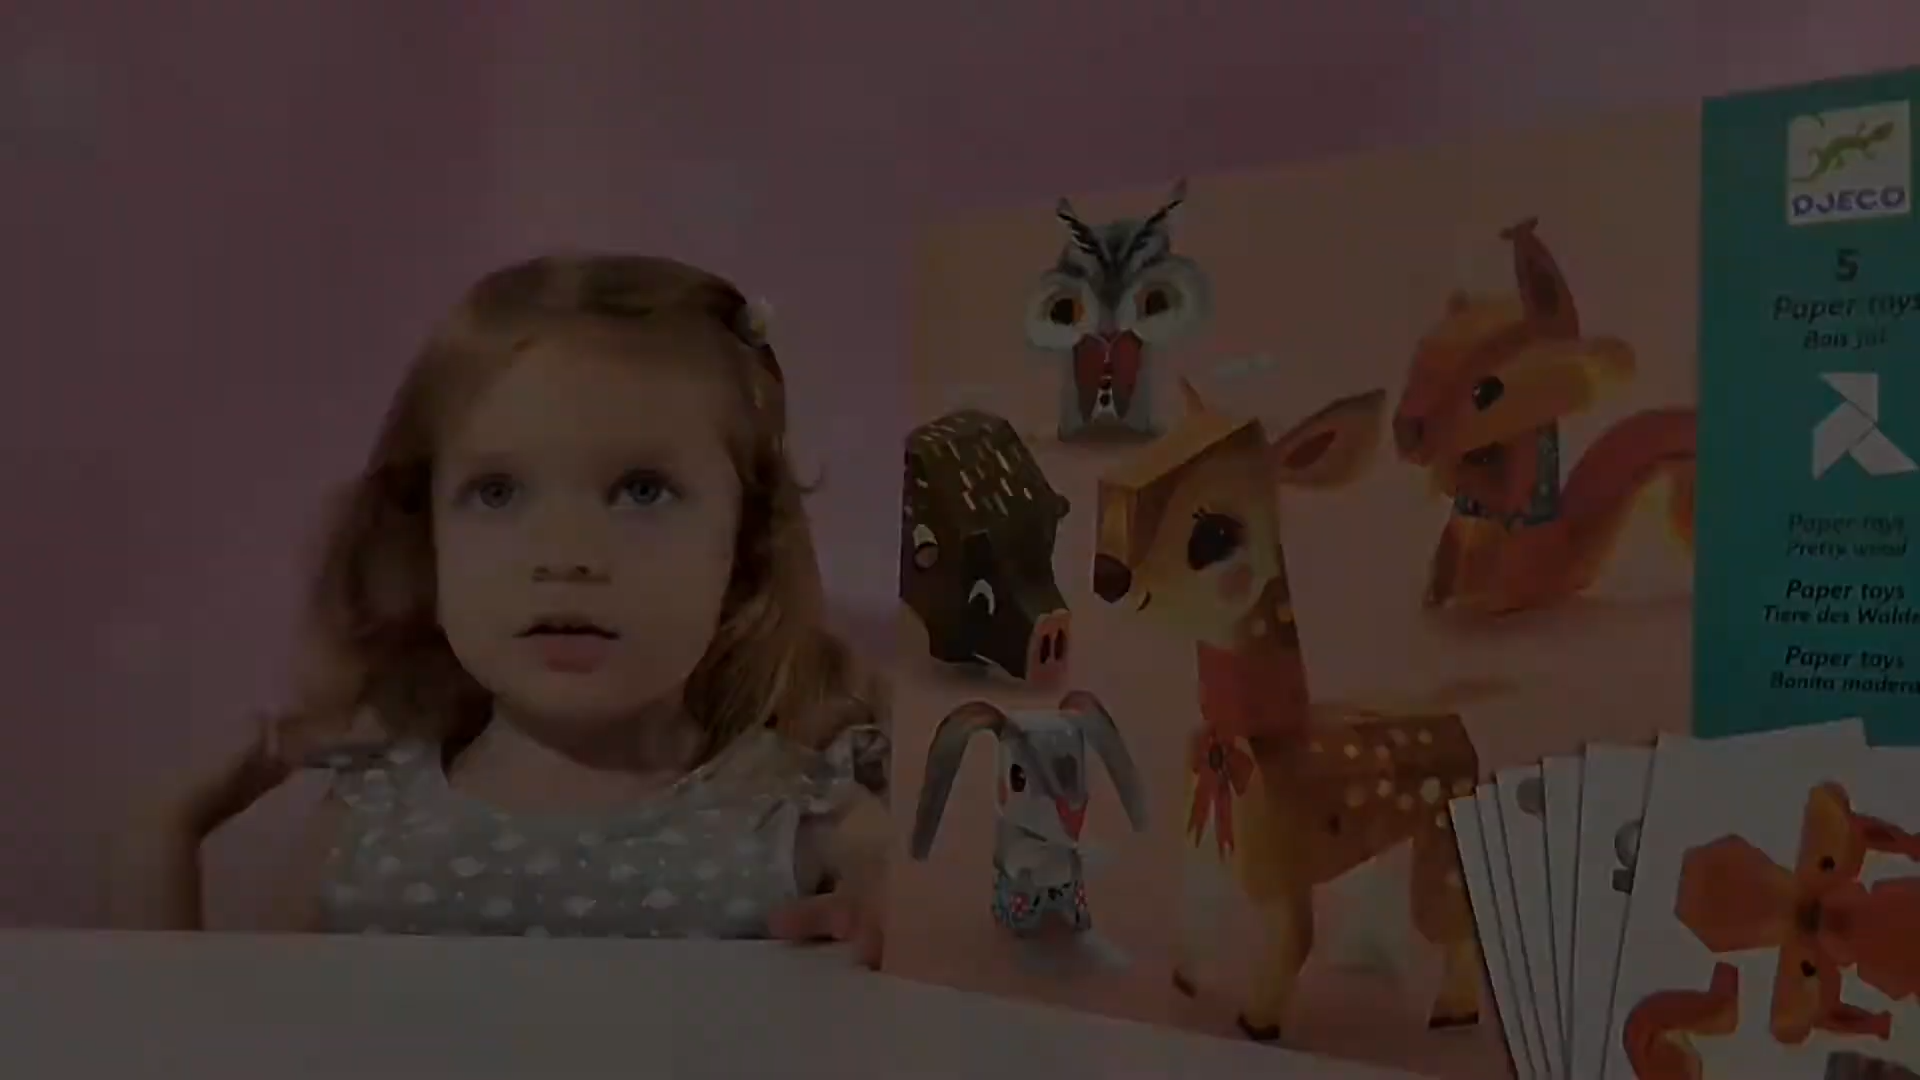 DJECO
5
Paper toys
Bois joli
Paper toys
Pretty wood
Paper toys
Tiere des Walde
Paper toys
Bonita madera